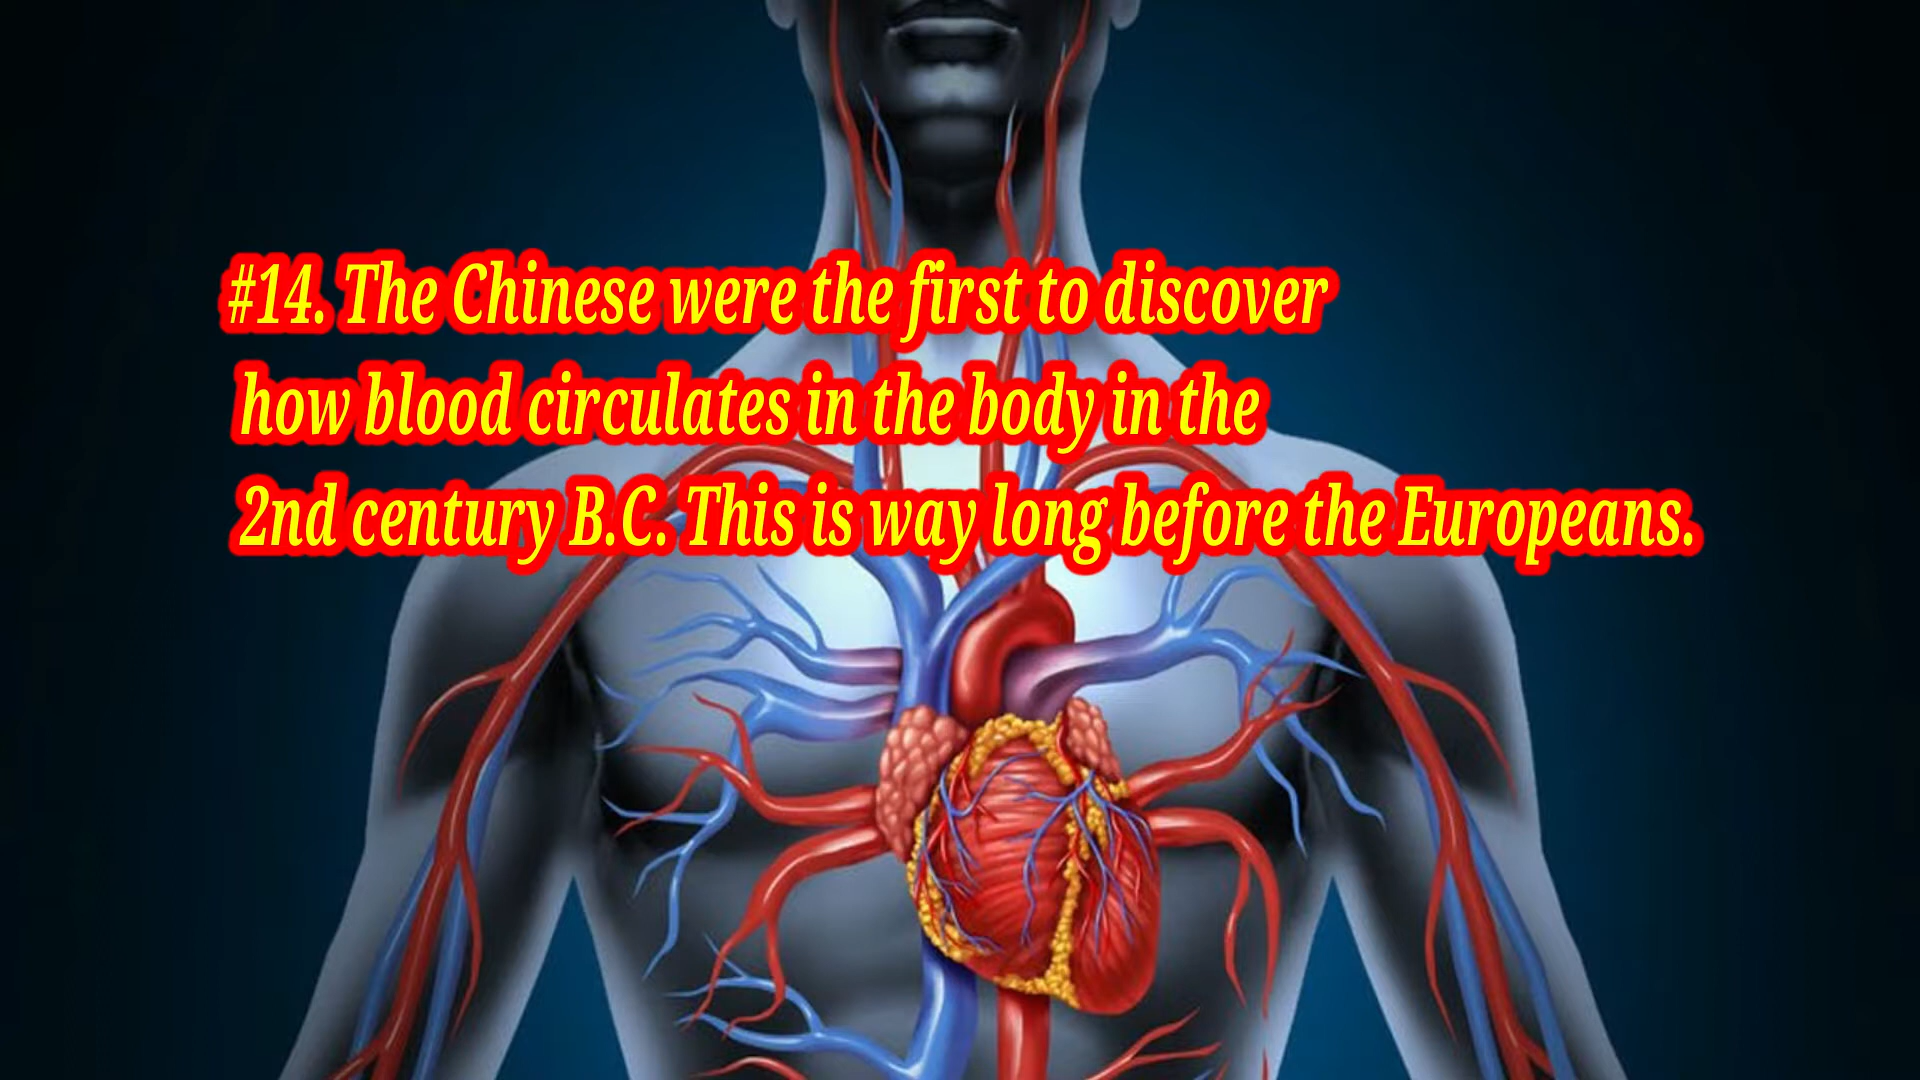 #14. The Chinese were the first to discover
how blood circulates in the body in the
2nd century B.C. This is way long before the Europeans.